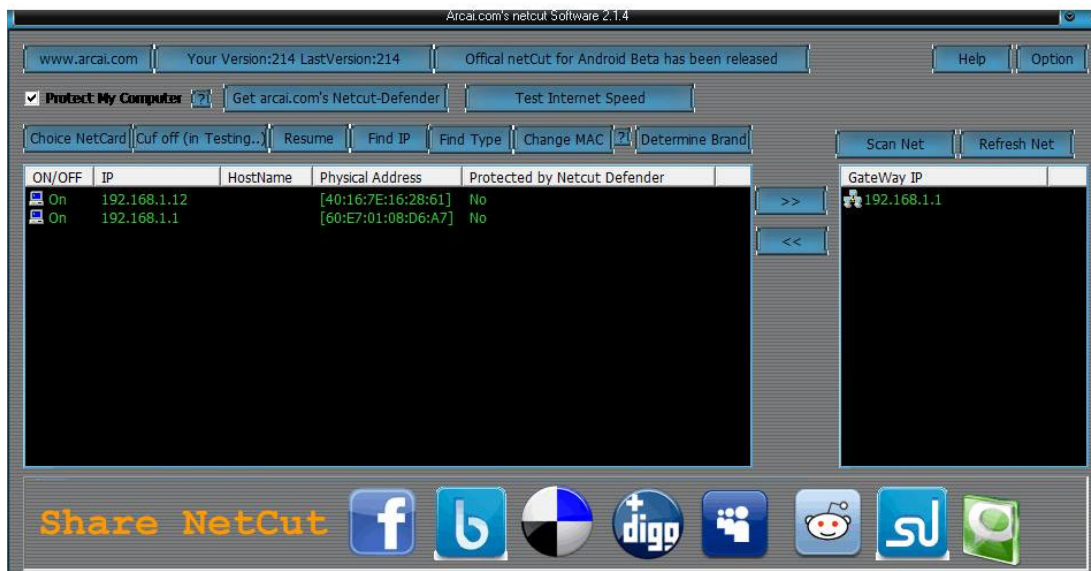 Arcai.com's netcut Software 2.1.4
www.arcai.com Your Version:214 LastVersion:214 Offical netCut for Android Beta has been released Help Option
Protect My Computer [?] Get arcai.com's Netcut-Defender Test Internet Speed
Choice NetCard Cuf off (in Testing..) Resume Find IP Find Type Change MAC [?] Determine Brand Scan Net Refresh Net
ON/OFF IP HostName Physical Address Protected by Netcut Defender GateWay IP
On 192.168.1.12 [40:16:7E:16:28:61] No >> 192.168.1.1
On 192.168.1.1 [60:E7:01:08:D6:A7] No
<<
Share NetCut f b + digg su